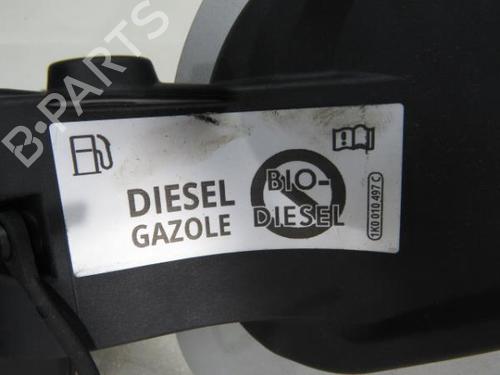 B-PARTS
DIESEL
GAZOLE
BIO-
DIESEL
1K0 010 497 C